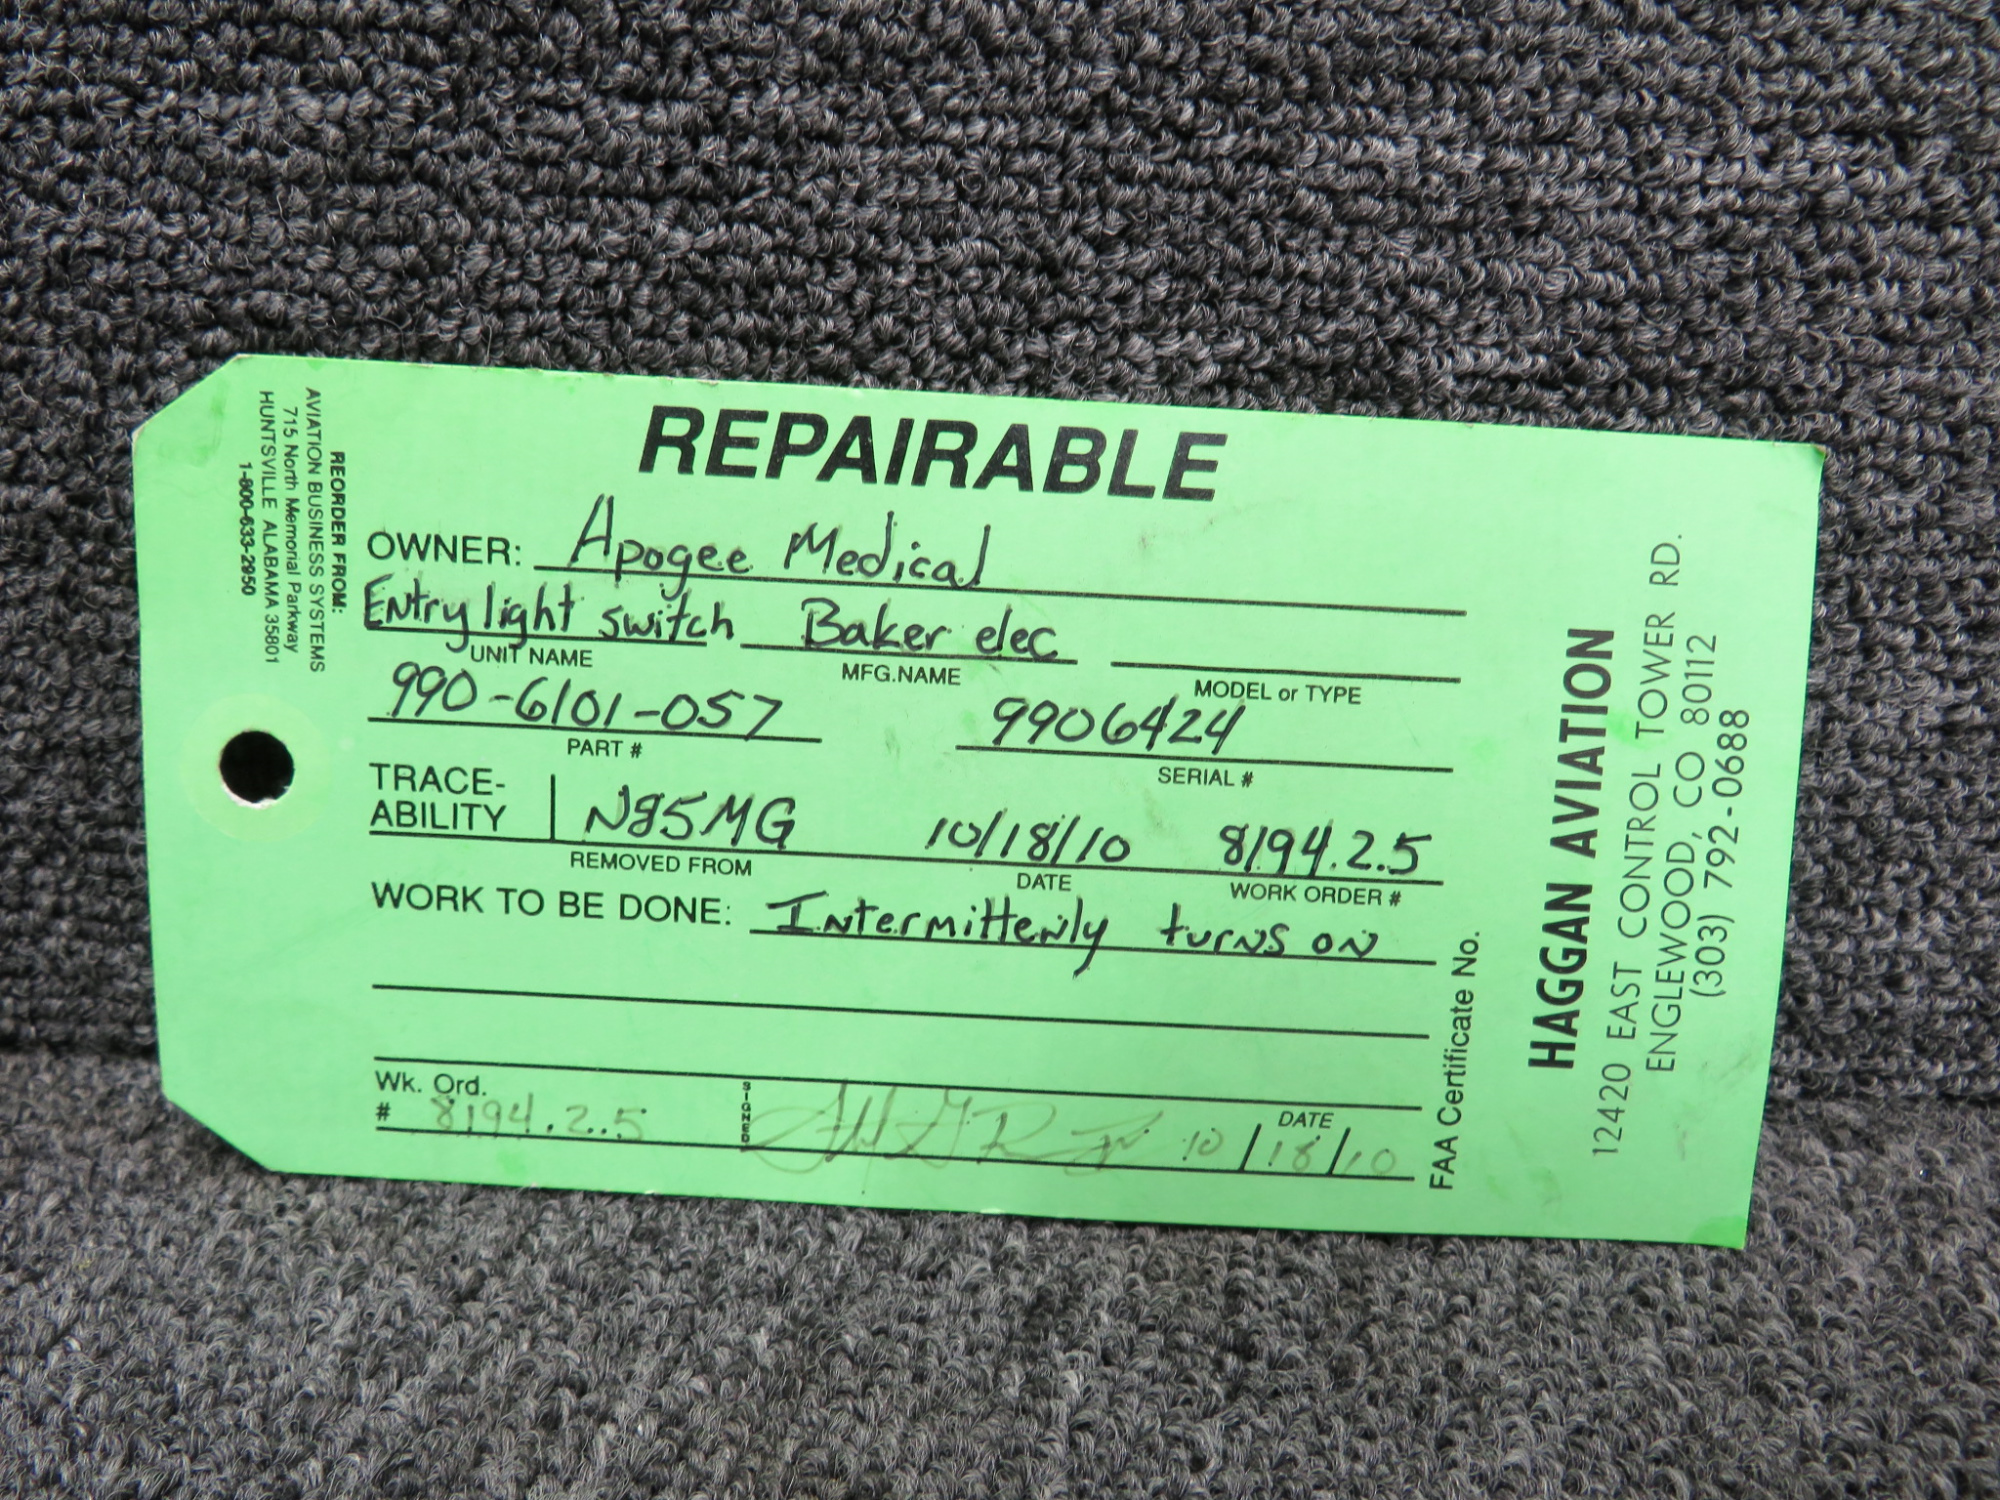 REPAIRABLE
OWNER: Apogee Medical
Entry light switch Baker elec
UNIT NAME MFG.NAME MODEL or TYPE
990-6101-057 9906424
PART # SERIAL #
TRACE-
ABILITY N85MG 10/18/10 8194.2.5
REMOVED FROM DATE WORK ORDER #
WORK TO BE DONE: Intermittenly turns on
Wk. Ord.
# 8194.2.5 SIGNED DATE 10/18/10
FAA Certificate No.
HAGGAN AVIATION
12420 EAST CONTROL TOWER RD.
ENGLEWOOD, CO 80112
(303) 792-0688
REORDER FROM:
AVIATION BUSINESS SYSTEMS
715 North Memorial Parkway
HUNTSVILLE ALABAMA 35801
1-800-633-2950